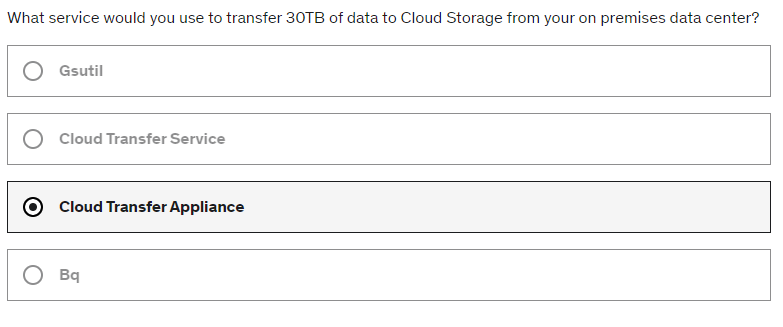 What service would you use to transfer 30TB of data to Cloud Storage from your on premises data center?
Gsutil
Cloud Transfer Service
Cloud Transfer Appliance
Bq